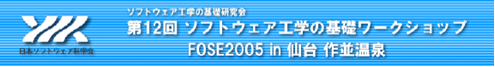 ソフトウェア工学の基礎研究会
第12回 ソフトウェア工学の基礎ワークショップ
FOSE2005 in 仙台 作並温泉
日本ソフトウェア科学会